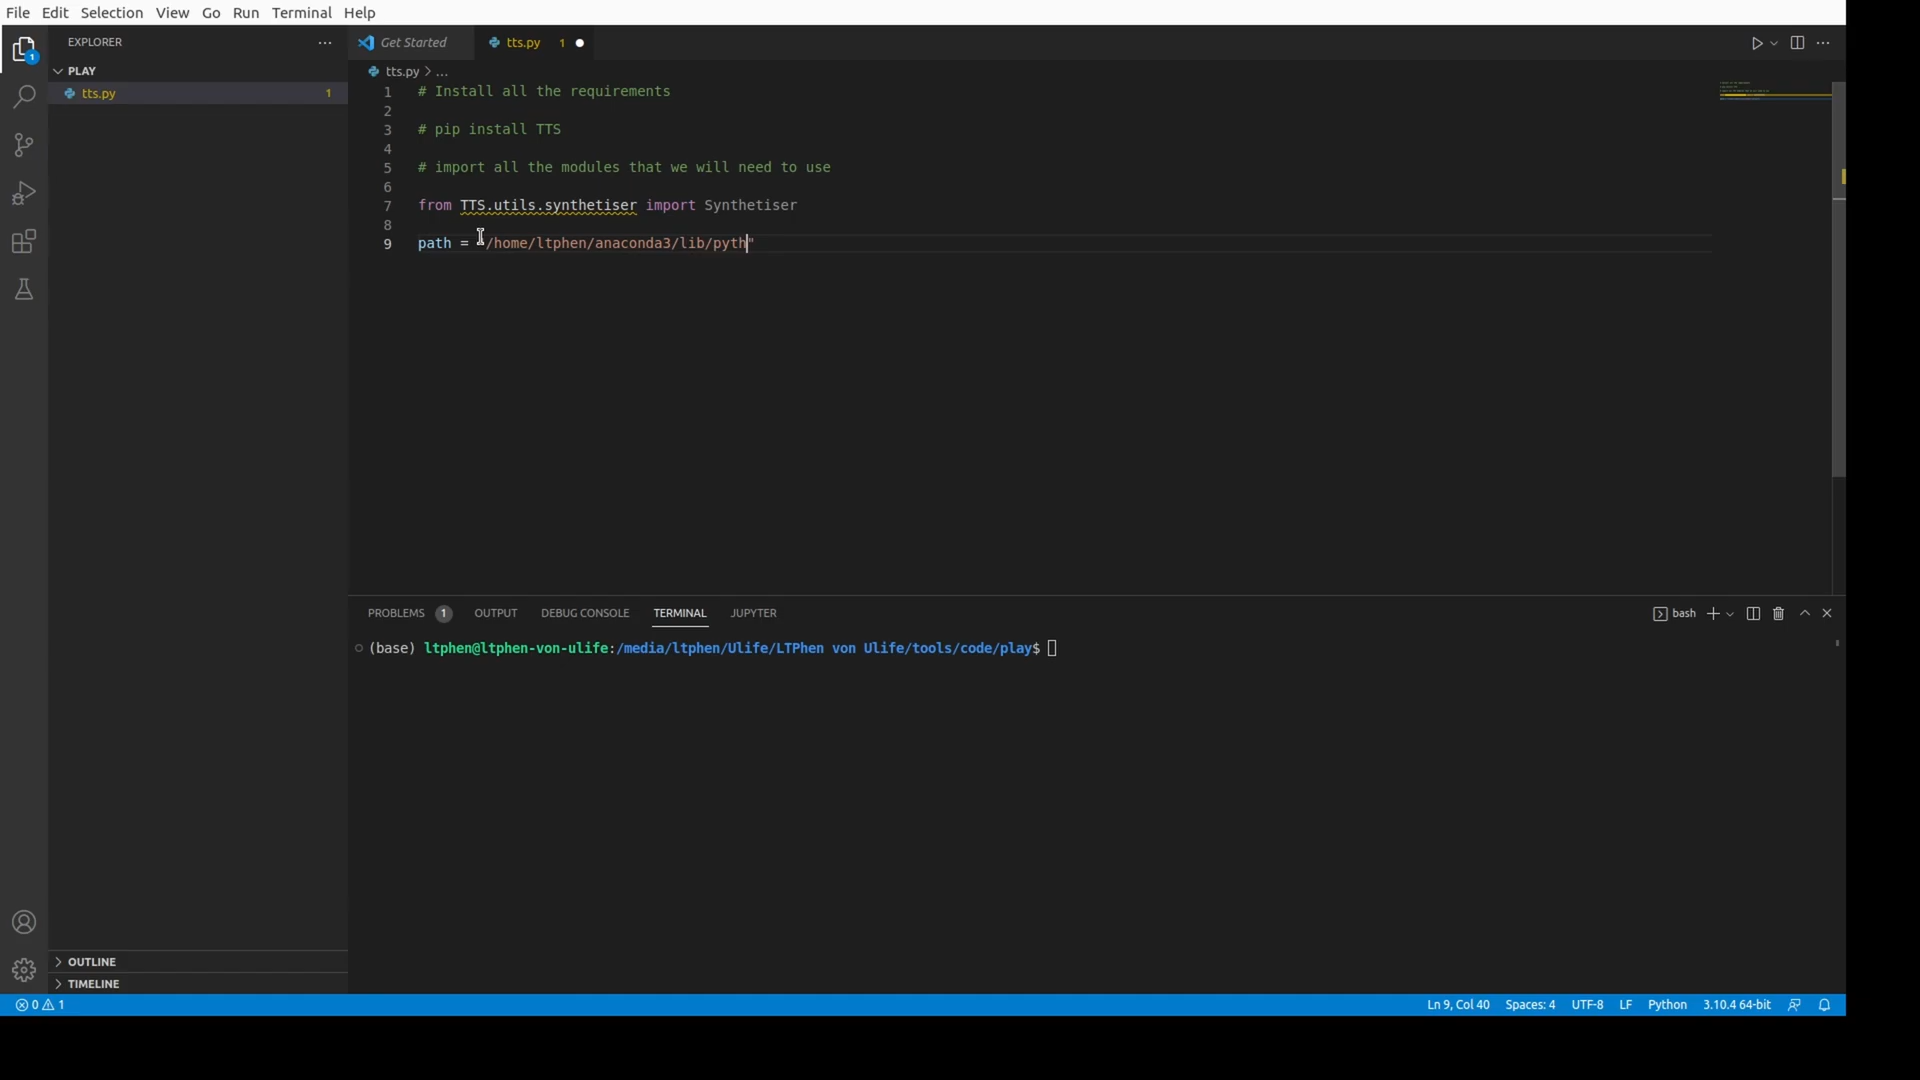 File Edit Selection View Go Run Terminal Help
EXPLORER
Get Started tts.py 1
PLAY
tts.py > ...
tts.py 1
1 # Install all the requirements
2
3 # pip install TTS
4
5 # import all the modules that we will need to use
6
7 from TTS.utils.synthetiser import Synthetiser
8
9 path = "/home/ltphen/anaconda3/lib/pyth"
PROBLEMS 1 OUTPUT DEBUG CONSOLE TERMINAL JUPYTER bash
(base) ltphen@ltphen-von-ulife:/media/ltphen/Ulife/LTPhen von Ulife/tools/code/play$
OUTLINE
TIMELINE
0 1 Ln 9, Col 40 Spaces: 4 UTF-8 LF Python 3.10.4 64-bit